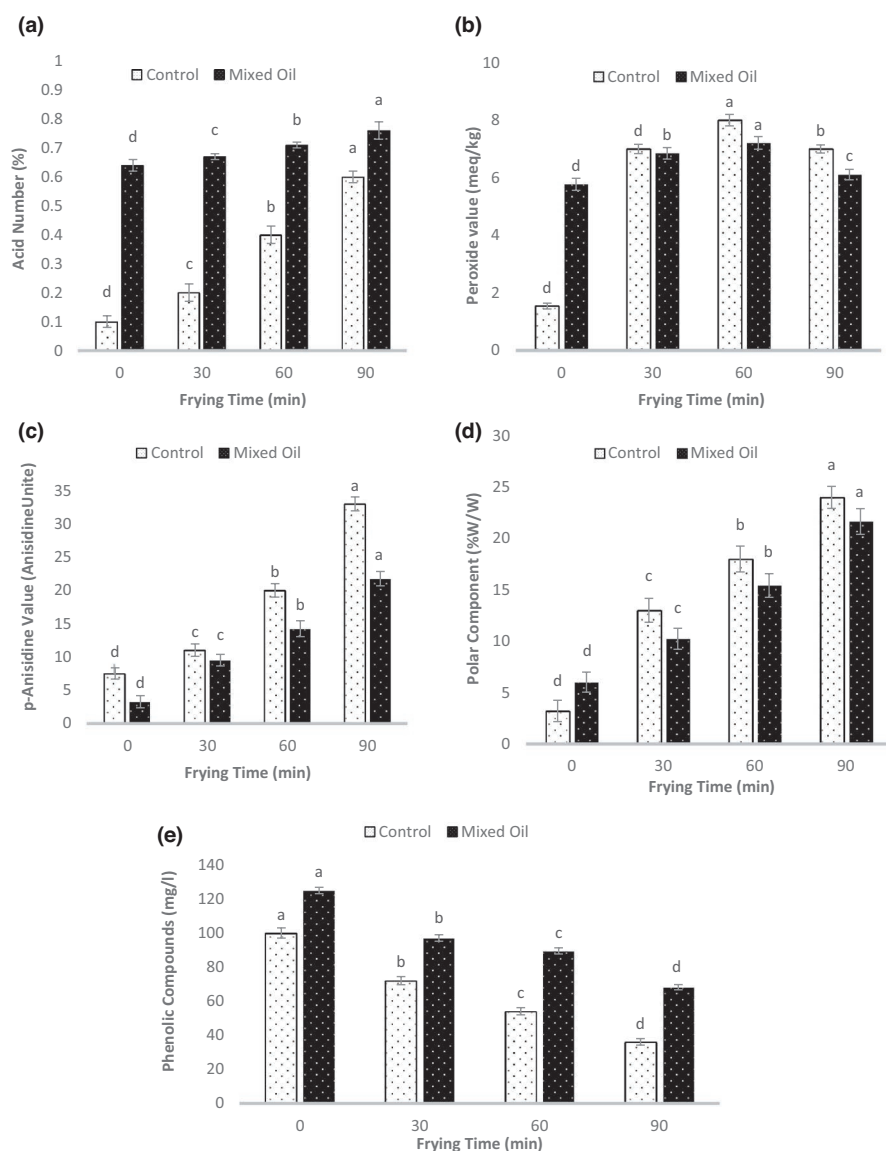 (a)
Control Mixed Oil
1
0.9
0.8
0.7
0.6
0.5
0.4
0.3
0.2
0.1
0
Acid Number (%)
d d c c b b a a
0 30 60 90
Frying Time (min)
(b)
Control Mixed Oil
10
8
6
4
2
0
Peroxide value (meq/kg)
d d d b a a b c
0 30 60 90
Frying Time (min)
(c)
Control Mixed Oil
35
30
25
20
15
10
5
0
p-Anisidine Value (AnisidineUnite)
d d c c b b a a
0 30 60 90
Frying Time (min)
(d)
Control Mixed Oil
30
25
20
15
10
5
0
Polar Component (%W/W)
d d c c b b a a
0 30 60 90
Frying Time (min)
(e)
Control Mixed Oil
140
120
100
80
60
40
20
0
Phenolic Compounds (mg/l)
a a b b c c d d
0 30 60 90
Frying Time (min)